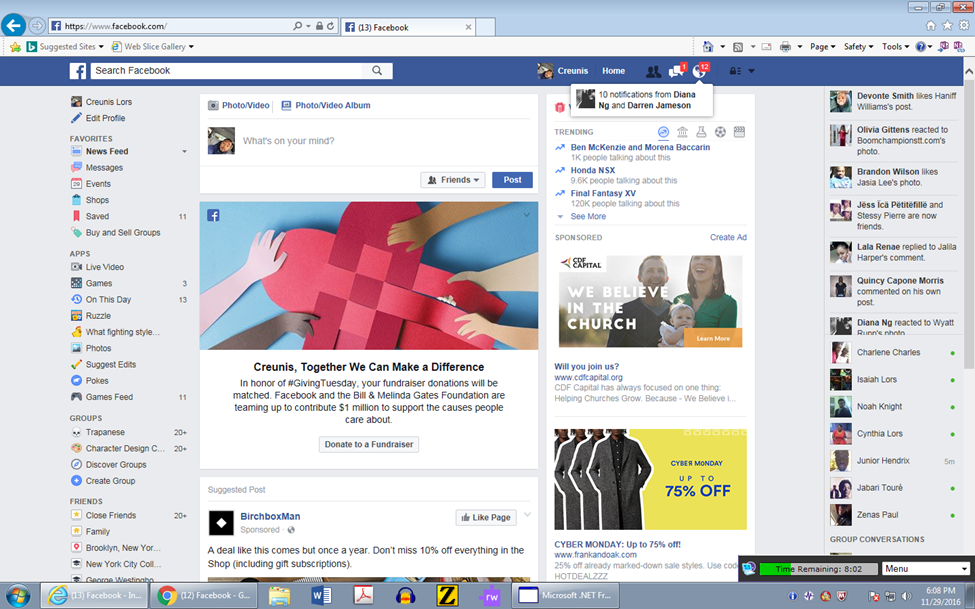 https://www.facebook.com/
(13) Facebook
Suggested Sites
Web Slice Gallery
Page
Safety
Tools
Search Facebook
Creunis
Home
1
12
10 notifications from Diana
Ng and Darren Jameson
Creunis Lors
Edit Profile
FAVORITES
News Feed
Messages
Events
Shops
Saved 11
Buy and Sell Groups
APPS
Live Video
Games 3
On This Day 13
Ruzzle
What fighting style...
Photos
Suggest Edits
Pokes
Games Feed 11
GROUPS
Trapanese 20+
Character Design C... 20+
Discover Groups
Create Group
FRIENDS
Close Friends 20+
Family
Brooklyn, New Yor...
New York City Coll...
George Westingho
Photo/Video
Photo/Video Album
What's on your mind?
Friends
Post
Creunis, Together We Can Make a Difference
In honor of #GivingTuesday, your fundraiser donations will be
matched. Facebook and the Bill & Melinda Gates Foundation are
teaming up to contribute $1 million to support the causes people
care about.
Donate to a Fundraiser
Suggested Post
BirchboxMan
Sponsored
Like Page
A deal like this comes but once a year. Don't miss 10% off everything in the
Shop (including gift subscriptions).
TRENDING
Ben McKenzie and Morena Baccarin
1K people talking about this
Honda NSX
9.6K people talking about this
Final Fantasy XV
120K people talking about this
See More
SPONSORED
Create Ad
CDF
CAPITAL
WE BELIEVE
IN THE
CHURCH
Learn More
Will you join us?
www.cdfcapital.org
CDF Capital has always focused on one thing:
Helping Churches Grow. Because - We Believe i...
CYBER MONDAY
UP TO
75% OFF
CYBER MONDAY: Up to 75% off!
www.frankandoak.com
25% off already marked-down sale styles. Use code
HOTDEALZZZ
Devonte Smith likes Haniff
Williams's post.
Olivia Gittens reacted to
Boomchampionstt.com's
photo.
Brandon Wilson likes
Jasia Lee's photo.
Jëss Ïcä Pëtitëfillë and
Stessy Pierre are now
friends.
Lala Renae replied to Jalila
Harper's comment.
Quincy Capone Morris
commented on his own
post.
Diana Ng reacted to Wyatt
Bunn's photo
Charlene Charles
Isaiah Lors
Noah Knight
Cynthia Lors
Junior Hendrix 5m
Jabari Touré
Zenas Paul
GROUP CONVERSATIONS
Time Remaining: 8:02
Menu
(13) Facebook - In...
(12) Facebook - G...
rw
Microsoft .NET Fr...
6:08 PM
11/29/2016